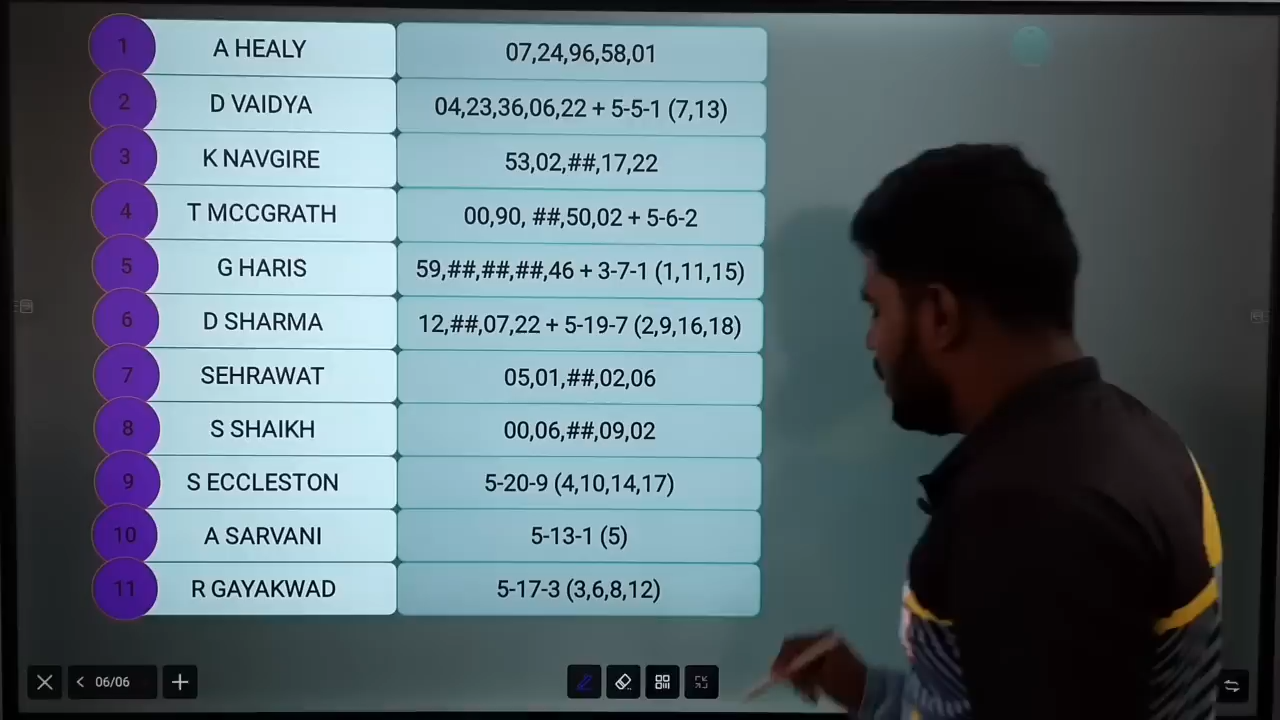 1 A HEALY 07,24,96,58,01
2 D VAIDYA 04,23,36,06,22 + 5-5-1 (7,13)
3 K NAVGIRE 53,02,##,17,22
4 T MCCGRATH 00,90, ##,50,02 + 5-6-2
5 G HARIS 59,##,##,##,46 + 3-7-1 (1,11,15)
6 D SHARMA 12,##,07,22 + 5-19-7 (2,9,16,18)
7 SEHRAWAT 05,01,##,02,06
8 S SHAIKH 00,06,##,09,02
9 S ECCLESTON 5-20-9 (4,10,14,17)
10 A SARVANI 5-13-1 (5)
11 R GAYAKWAD 5-17-3 (3,6,8,12)
06/06